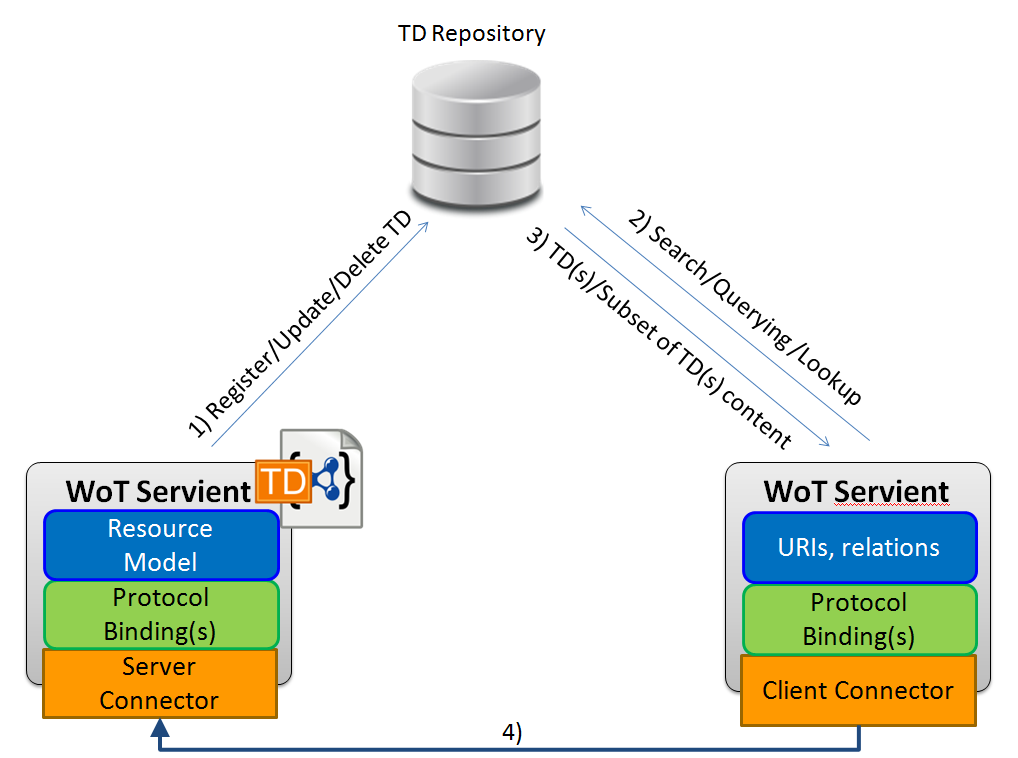 TD Repository
1) Register/Update/Delete TD
2) Search/Querying/Lookup
3) TD(s)/Subset of TD(s) content
WoT Servient
TD
{ }
Resource
Model
Protocol
Binding(s)
Server
Connector
WoT Servient
URIs, relations
Protocol
Binding(s)
Client Connector
4)